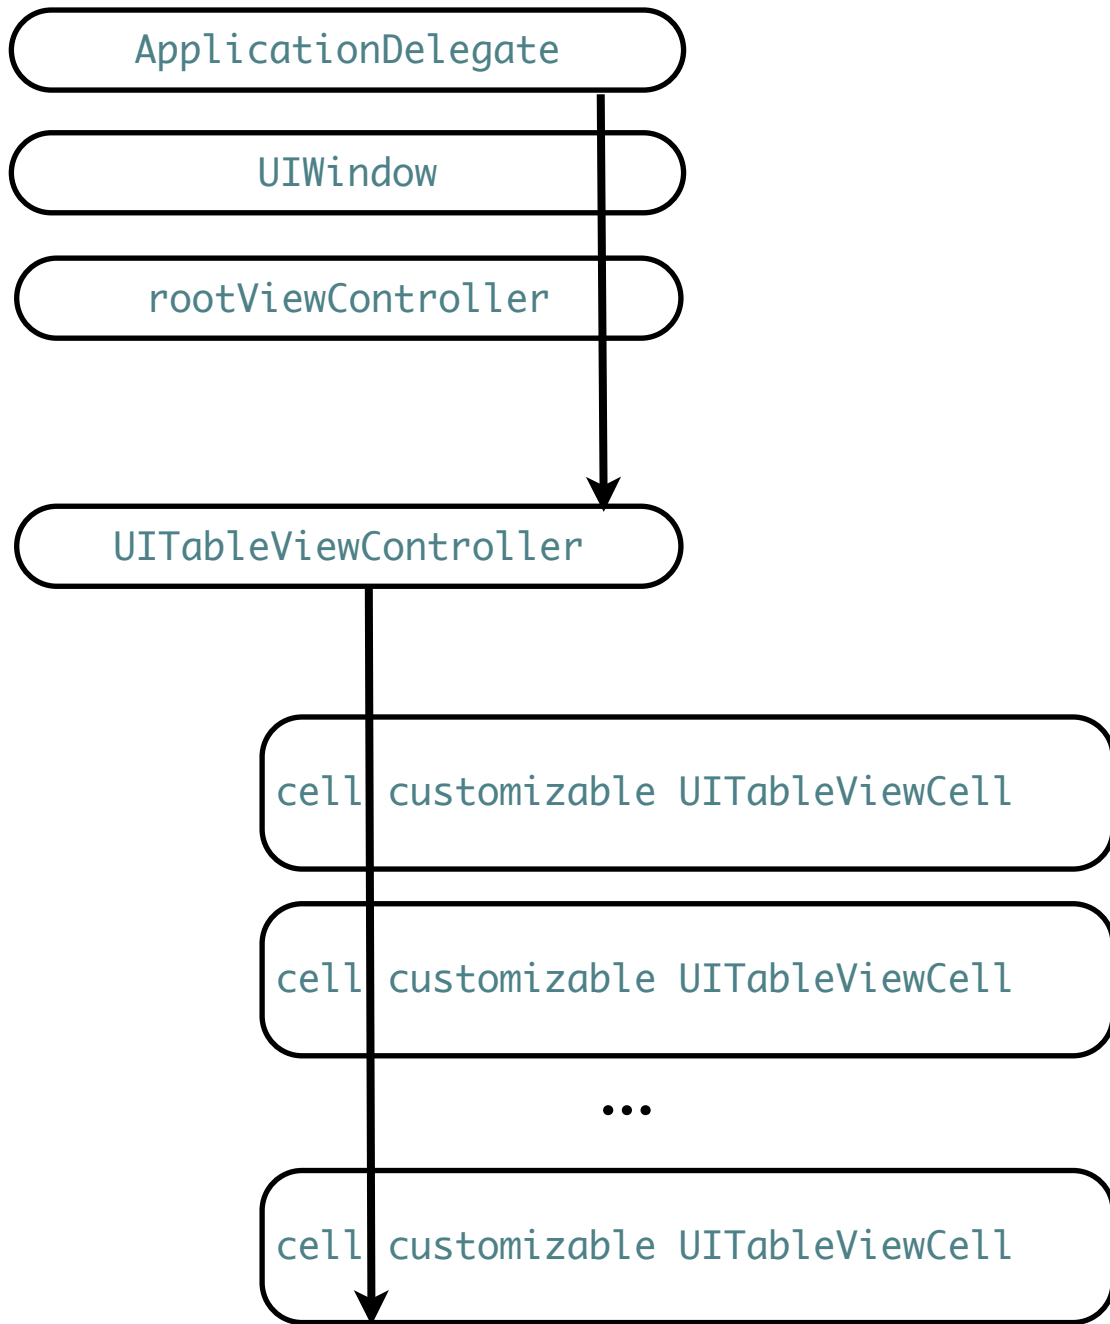 ApplicationDelegate
UIWindow
rootViewController
UITableViewController
cell customizable UITableViewCell
cell customizable UITableViewCell
...
cell customizable UITableViewCell